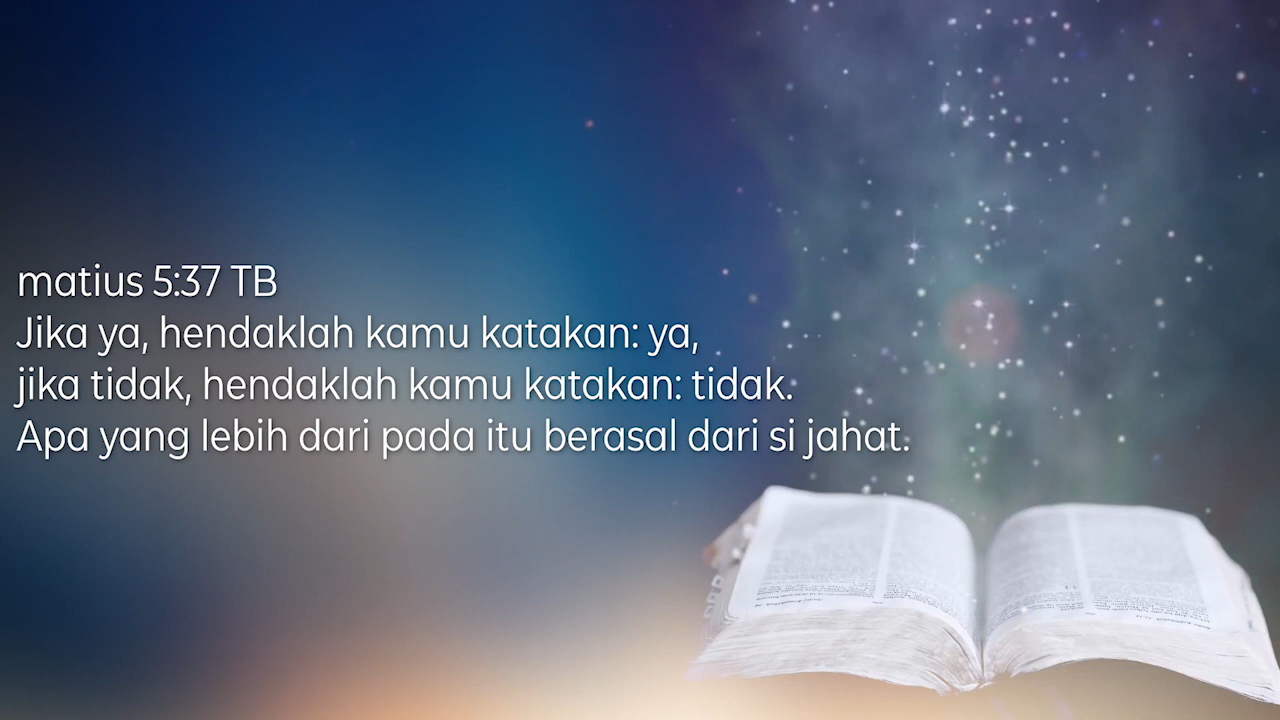 matius 5:37 TB
Jika ya, hendaklah kamu katakan: ya,
jika tidak, hendaklah kamu katakan: tidak.
Apa yang lebih dari pada itu berasal dari si jahat.